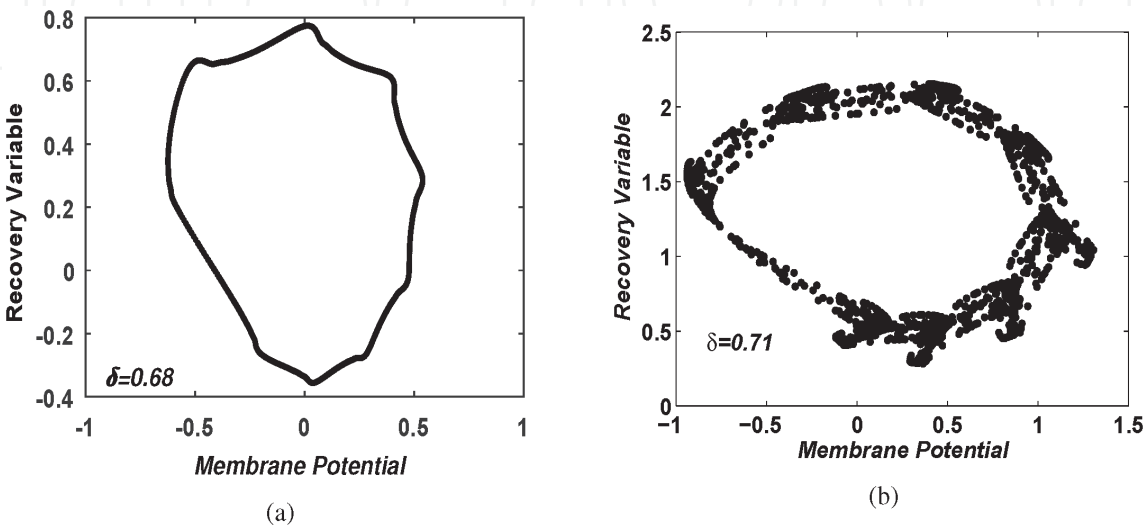 0.8
0.6
0.4
0.2
0
-0.2
-0.4
Recovery Variable
δ=0.68
-1 -0.5 0 0.5 1
Membrane Potential
(a)
2.5
2
1.5
1
0.5
0
Recovery Variable
δ=0.71
−1 −0.5 0 0.5 1 1.5
Membrane Potential
(b)